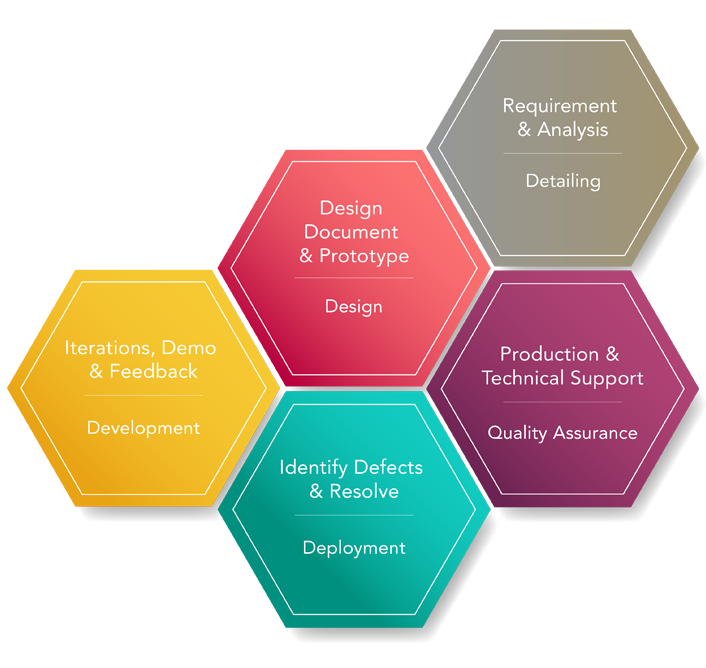 Requirement
& Analysis
Detailing
Design
Document
& Prototype
Design
Iterations, Demo
& Feedback
Development
Production &
Technical Support
Quality Assurance
Identify Defects
& Resolve
Deployment